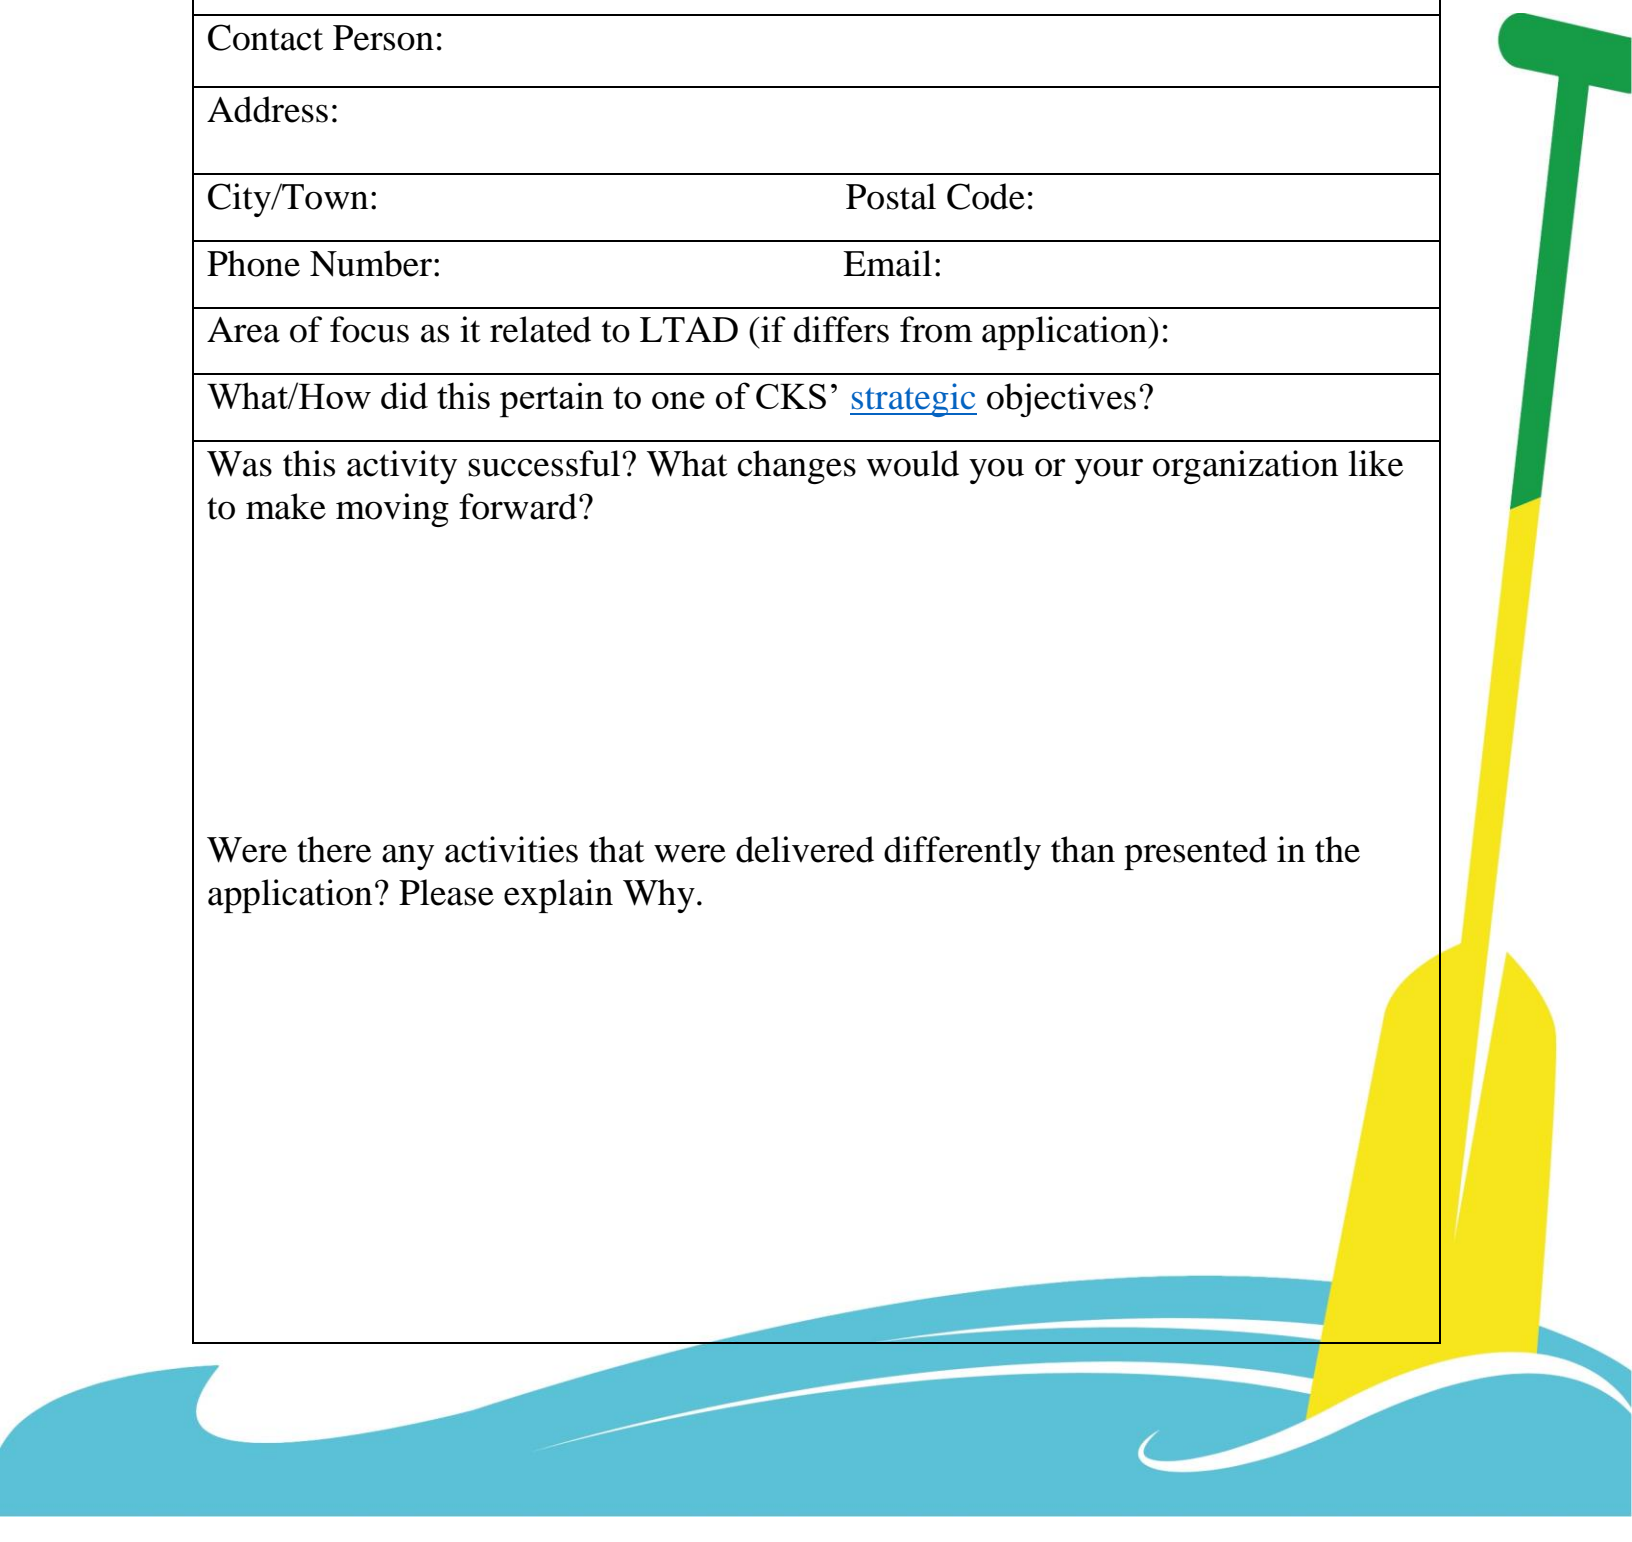 Contact Person:
Address:
City/Town: Postal Code:
Phone Number: Email:
Area of focus as it related to LTAD (if differs from application):
What/How did this pertain to one of CKS’ strategic objectives?
Was this activity successful? What changes would you or your organization like
to make moving forward?
Were there any activities that were delivered differently than presented in the
application? Please explain Why.